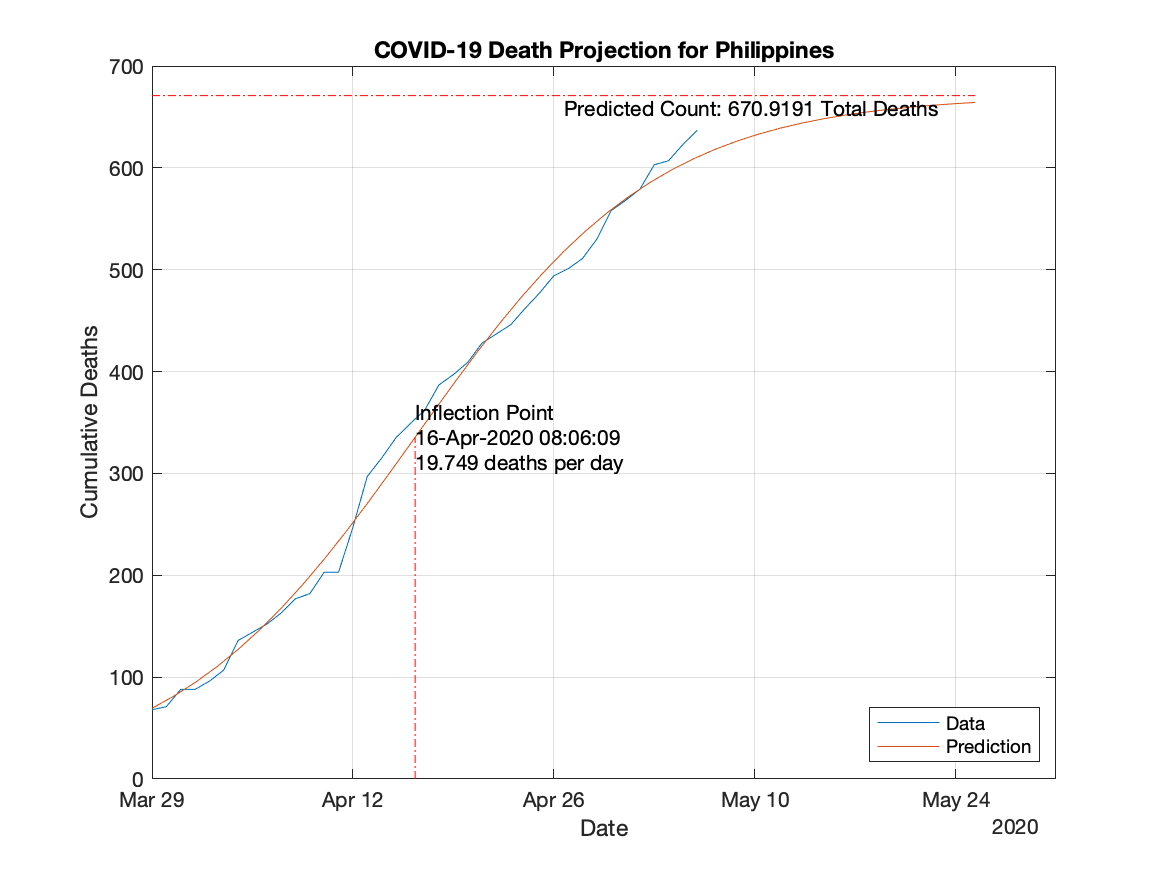 COVID-19 Death Projection for Philippines
700
Predicted Count: 670.9191 Total Deaths
600
500
400
Inflection Point
16-Apr-2020 08:06:09
19.749 deaths per day
300
200
100
0
Cumulative Deaths
Data
Prediction
Mar 29 Apr 12 Apr 26 May 10 May 24
Date
2020